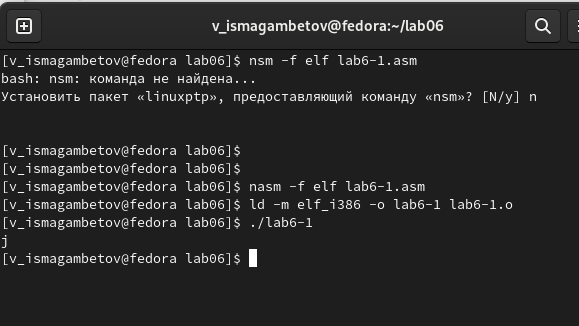 v_ismagambetov@fedora:~/lab06
[v_ismagambetov@fedora lab06]$ nsm -f elf lab6-1.asm
bash: nsm: команда не найдена...
Установить пакет «linuxptp», предоставляющий команду «nsm»? [N/y] n
[v_ismagambetov@fedora lab06]$
[v_ismagambetov@fedora lab06]$
[v_ismagambetov@fedora lab06]$ nasm -f elf lab6-1.asm
[v_ismagambetov@fedora lab06]$ ld -m elf_i386 -o lab6-1 lab6-1.o
[v_ismagambetov@fedora lab06]$ ./lab6-1
j
[v_ismagambetov@fedora lab06]$